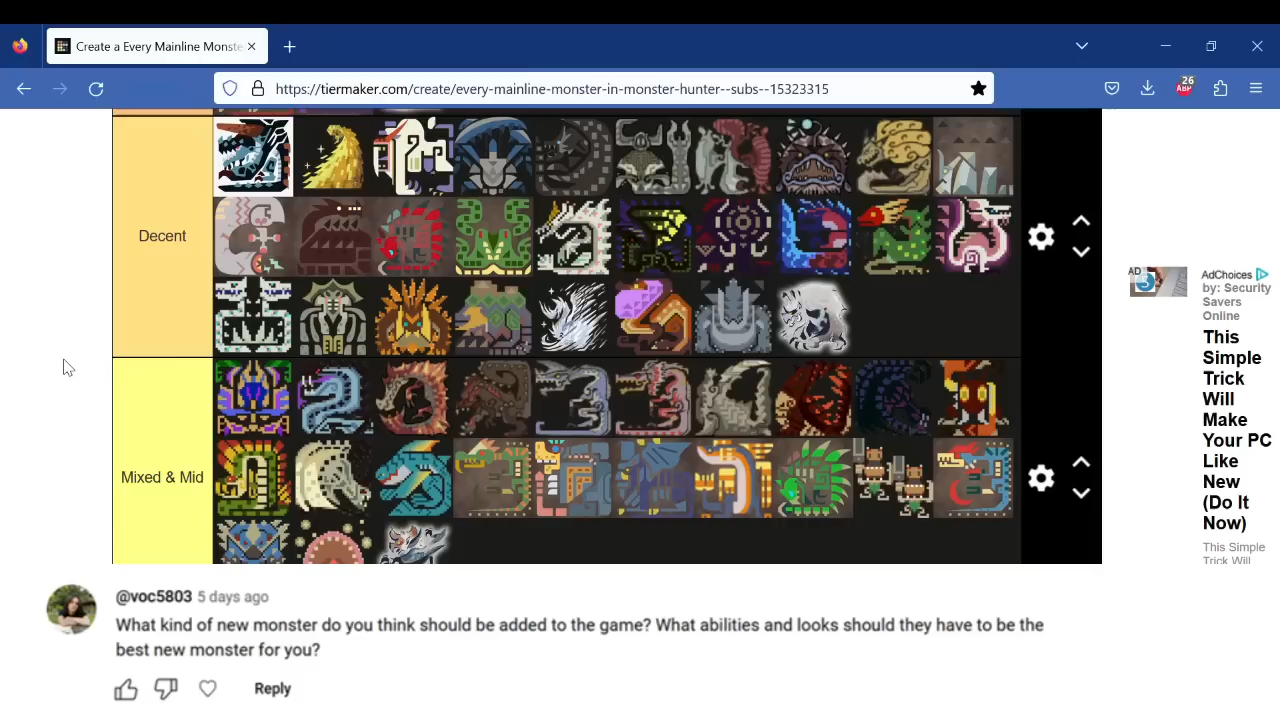 Create a Every Mainline Monste
https://tiermaker.com/create/every-mainline-monster-in-monster-hunter--subs--15323315
26
ABP
Decent
Mixed & Mid
AD
AdChoices
by: Security
Savers
Online
This
Simple
Trick
Will
Make
Your PC
Like
New
(Do It
Now)
This Simple
Trick Will
@voc5803 5 days ago
What kind of new monster do you think should be added to the game? What abilities and looks should they have to be the
best new monster for you?
Reply